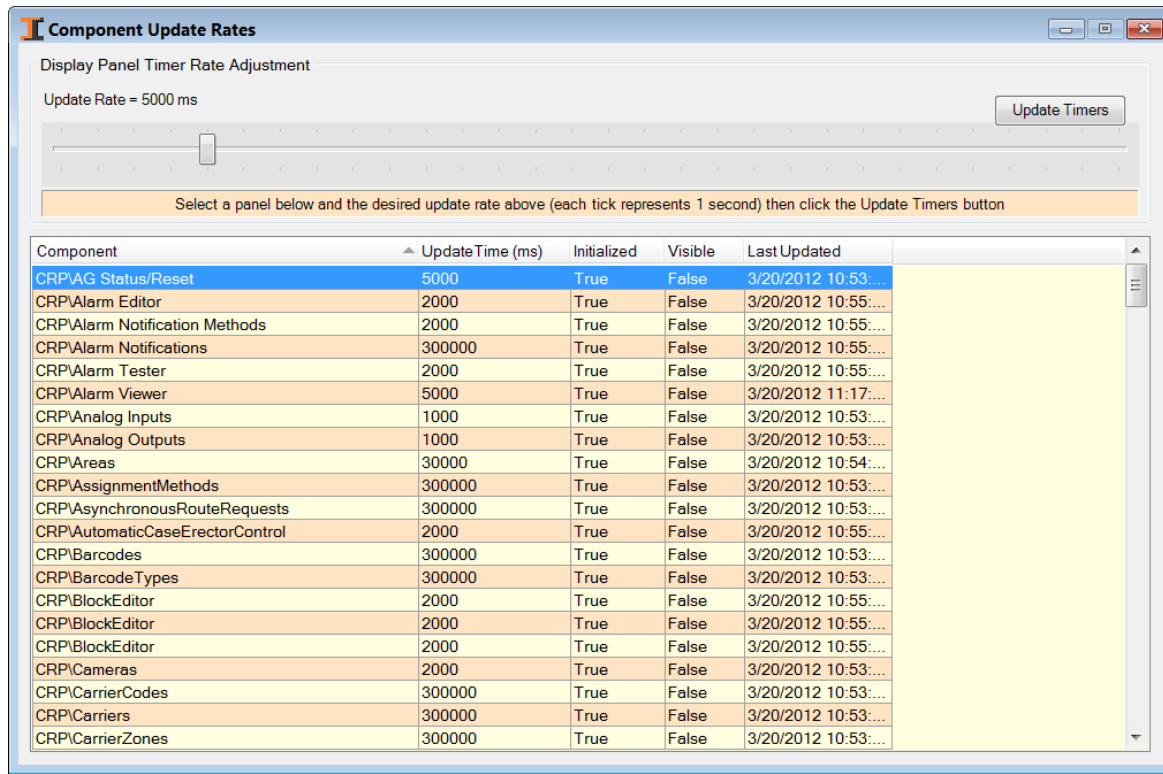 Component Update Rates
Display Panel Timer Rate Adjustment
Update Rate = 5000 ms
Update Timers
Select a panel below and the desired update rate above (each tick represents 1 second) then click the Update Timers button
Component UpdateTime (ms) Initialized Visible Last Updated
CRP\AG Status/Reset 5000 True False 3/20/2012 10:53:...
CRP\Alarm Editor 2000 True False 3/20/2012 10:55:...
CRP\Alarm Notification Methods 2000 True False 3/20/2012 10:55:...
CRP\Alarm Notifications 300000 True False 3/20/2012 10:55:...
CRP\Alarm Tester 2000 True False 3/20/2012 10:55:...
CRP\Alarm Viewer 5000 True False 3/20/2012 11:17:...
CRP\Analog Inputs 1000 True False 3/20/2012 10:53:...
CRP\Analog Outputs 1000 True False 3/20/2012 10:53:...
CRP\Areas 30000 True False 3/20/2012 10:54:...
CRP\AssignmentMethods 300000 True False 3/20/2012 10:53:...
CRP\AsynchronousRouteRequests 300000 True False 3/20/2012 10:53:...
CRP\AutomaticCaseErectorControl 2000 True False 3/20/2012 10:55:...
CRP\Barcodes 300000 True False 3/20/2012 10:53:...
CRP\BarcodeTypes 300000 True False 3/20/2012 10:53:...
CRP\BlockEditor 2000 True False 3/20/2012 10:55:...
CRP\BlockEditor 2000 True False 3/20/2012 10:55:...
CRP\BlockEditor 2000 True False 3/20/2012 10:55:...
CRP\Cameras 2000 True False 3/20/2012 10:53:...
CRP\CarrierCodes 300000 True False 3/20/2012 10:53:...
CRP\Carriers 300000 True False 3/20/2012 10:53:...
CRP\CarrierZones 300000 True False 3/20/2012 10:53:...